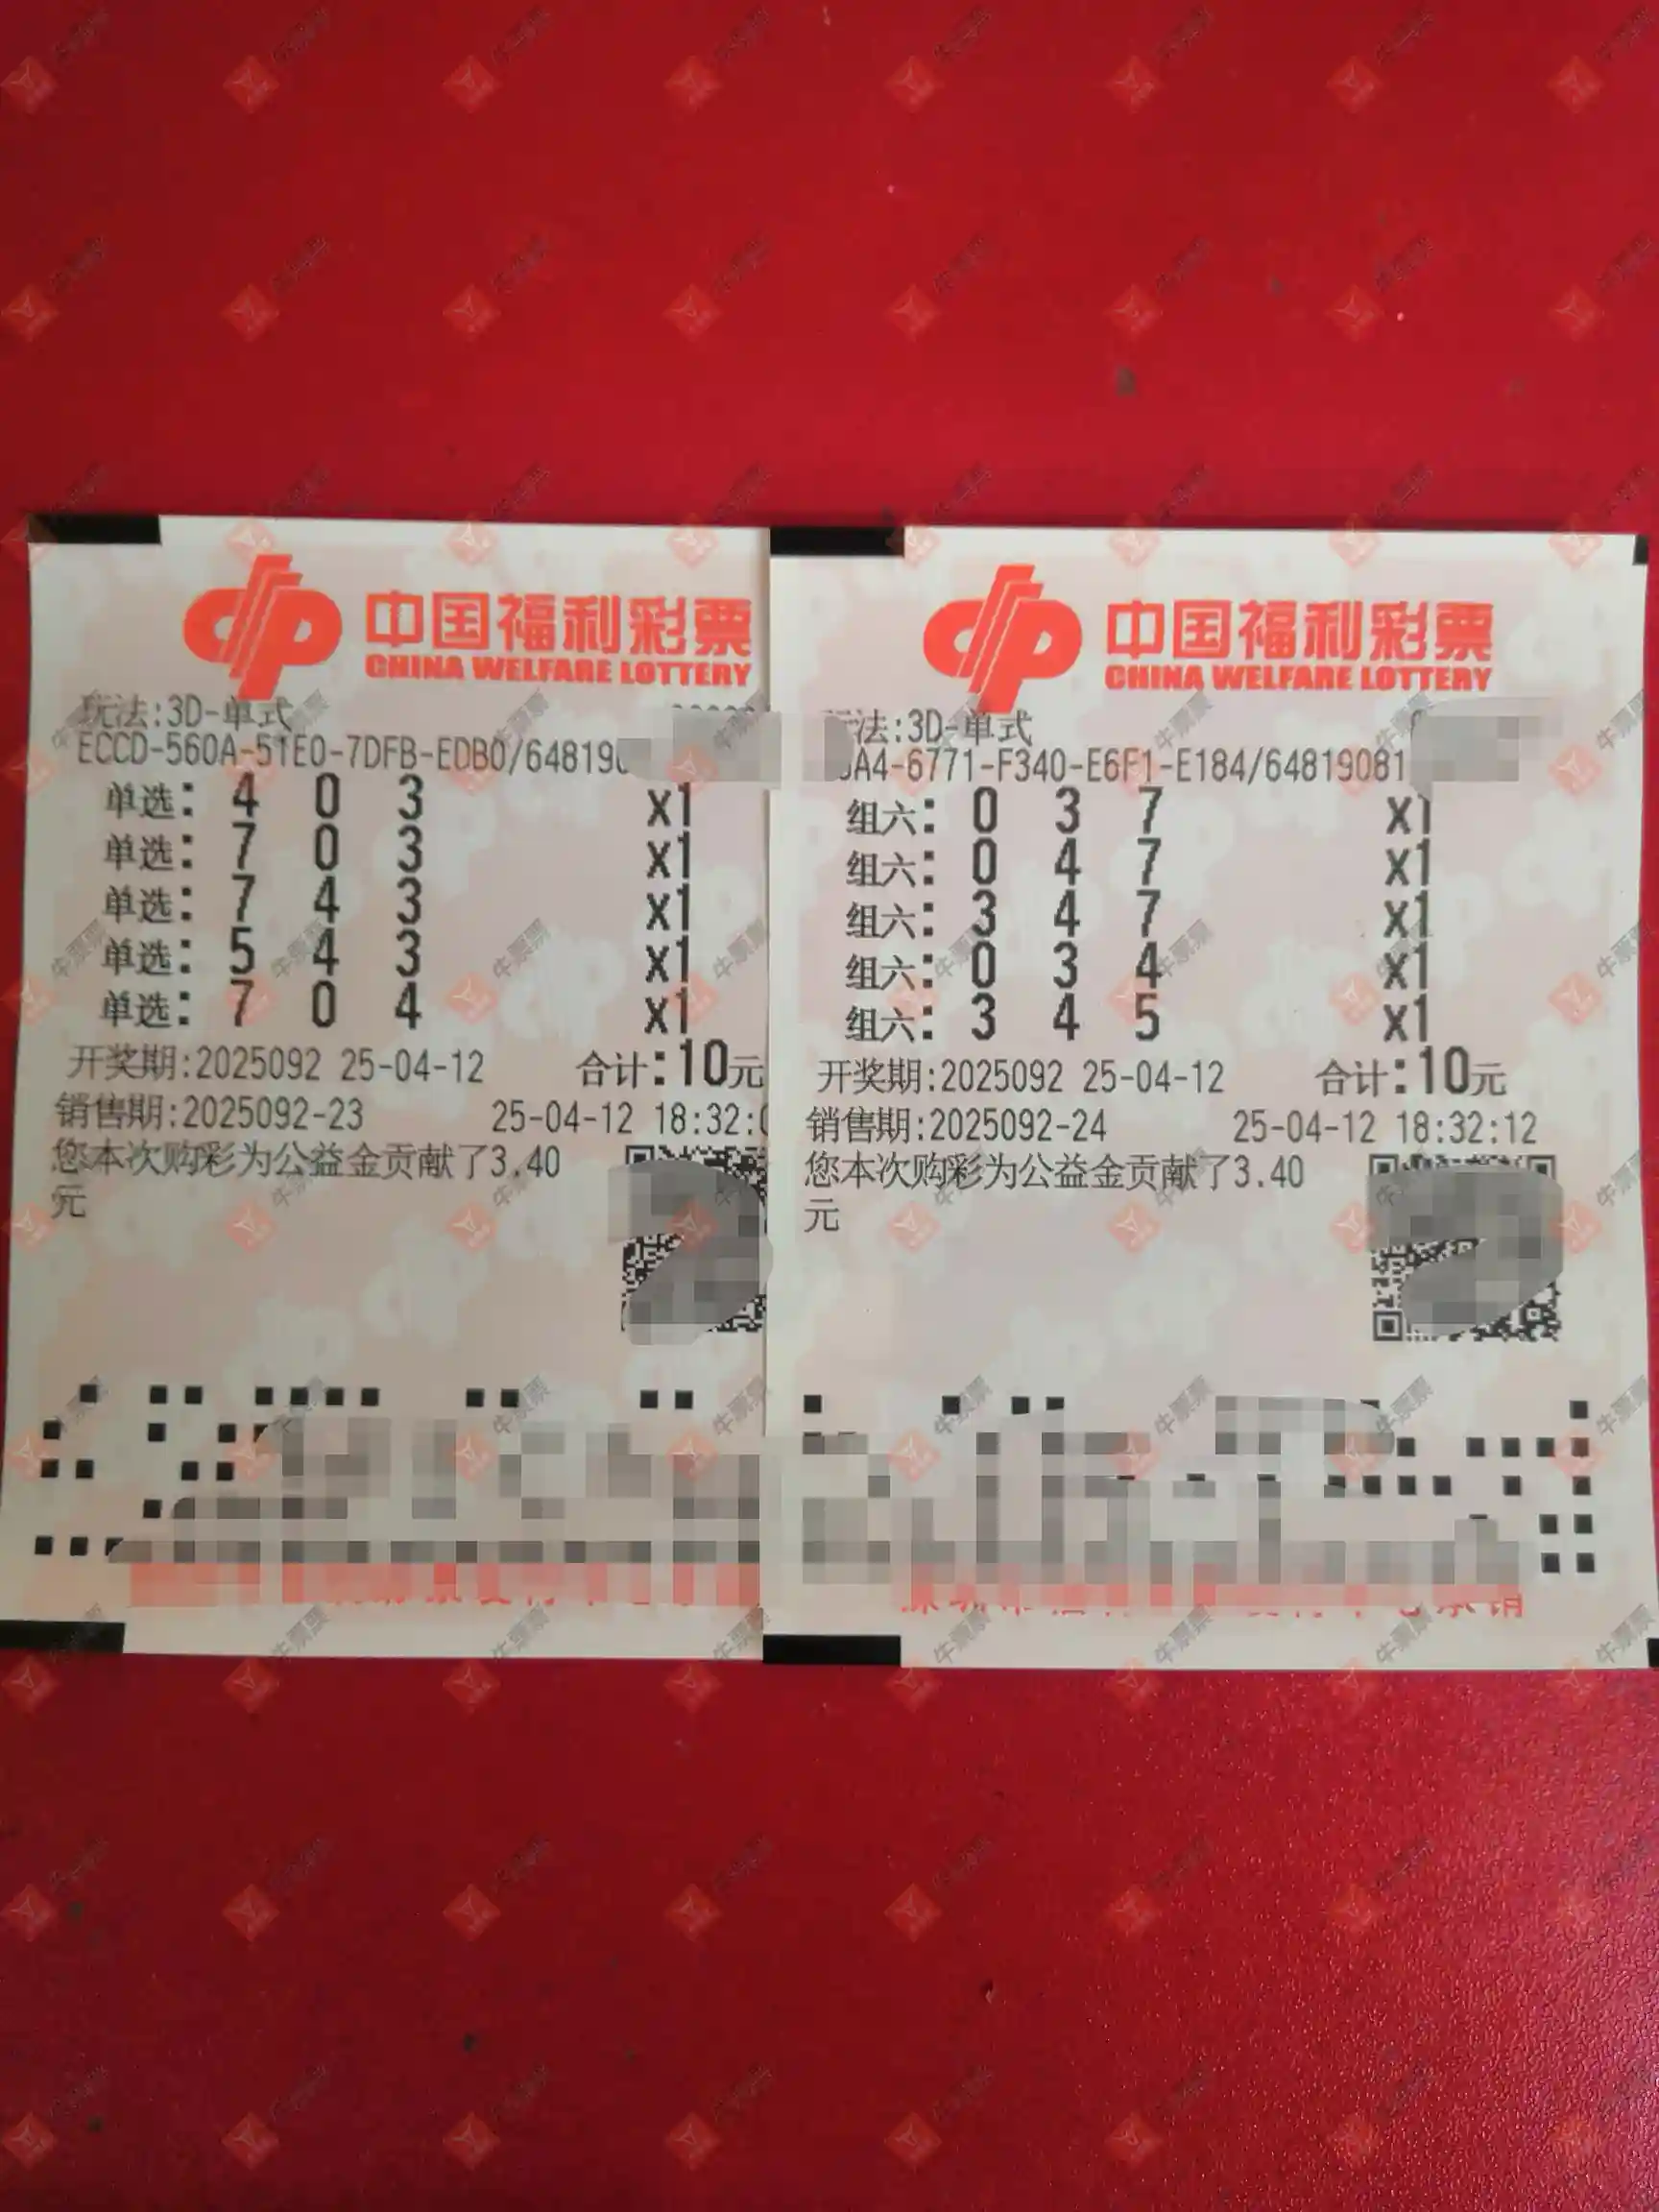 中国福利彩票
CHINA WELFARE LOTTERY
玩法:3D-单式
ECCD-560A-51E0-7DFB-EDB0/648190
单选: 4 0 3 x1
单选: 7 0 3 x1
单选: 7 4 3 x1
单选: 5 4 3 x1
单选: 7 0 4 x1
开奖期:2025092 25-04-12 合计:10元
销售期:2025092-23 25-04-12 18:32:0
您本次购彩为公益金贡献了3.40
元
中国福利彩票
CHINA WELFARE LOTTERY
玩法:3D-单式
A4-6771-F340-E6F1-E184/64819081
组六: 0 3 7 x1
组六: 0 4 7 x1
组六: 3 4 7 x1
组六: 0 3 4 x1
组六: 3 4 5 x1
开奖期:2025092 25-04-12 合计:10元
销售期:2025092-24 25-04-12 18:32:12
您本次购彩为公益金贡献了3.40
元
牛票票